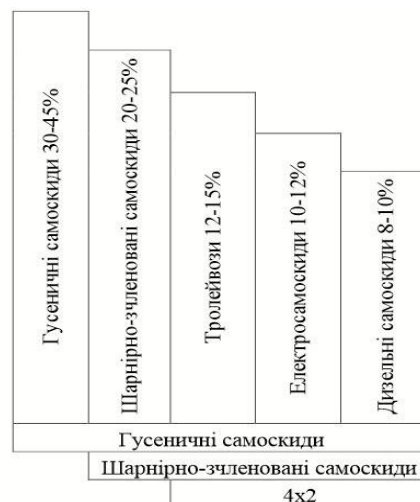 Гусеничні самоскиди 30-45%
Шарнірно-зчленовані самоскиди 20-25%
Тролейвози 12-15%
Електросамоскиди 10-12%
Дизельні самоскиди 8-10%
Гусеничні самоскиди
Шарнірно-зчленовані самоскиди
4х2